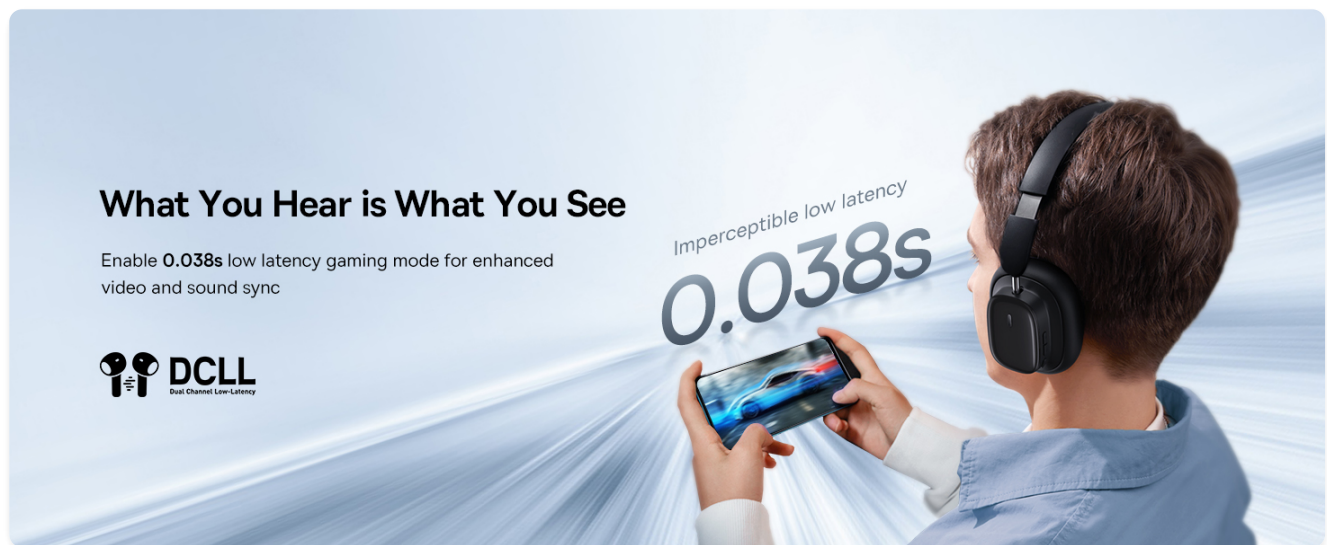 What You Hear is What You See
Enable 0.038s low latency gaming mode for enhanced
video and sound sync
DCLL
Dual Channel Low-Latency
Imperceptible low latency
0.038s